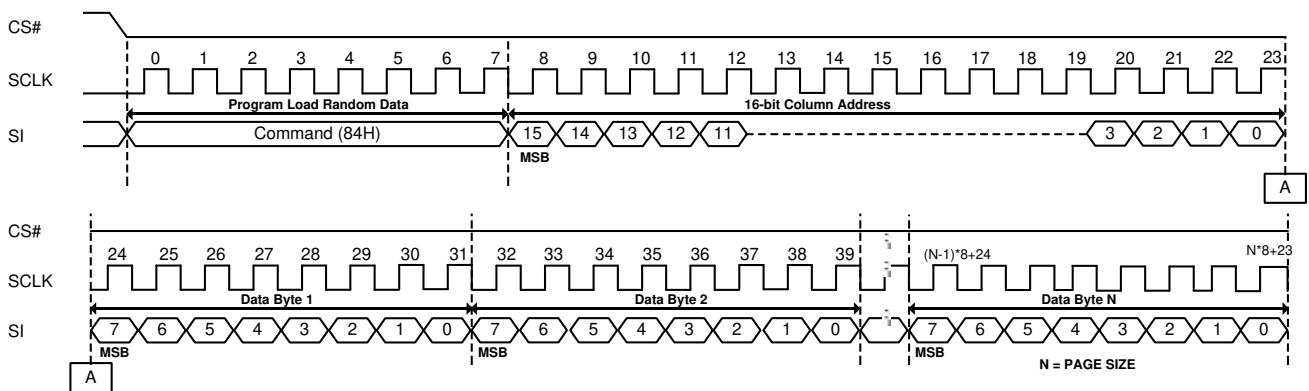 CS#
0 1 2 3 4 5 6 7 8 9 10 11 12 13 14 15 16 17 18 19 20 21 22 23
SCLK
Program Load Random Data 16-bit Column Address
SI Command (84H) 15 14 13 12 11 3 2 1 0
MSB
A
CS#
24 25 26 27 28 29 30 31 32 33 34 35 36 37 38 39 (N-1)*8+24 N*8+23
SCLK
Data Byte 1 Data Byte 2 Data Byte N
SI 7 6 5 4 3 2 1 0 7 6 5 4 3 2 1 0 7 6 5 4 3 2 1 0
MSB MSB MSB
N = PAGE SIZE
A